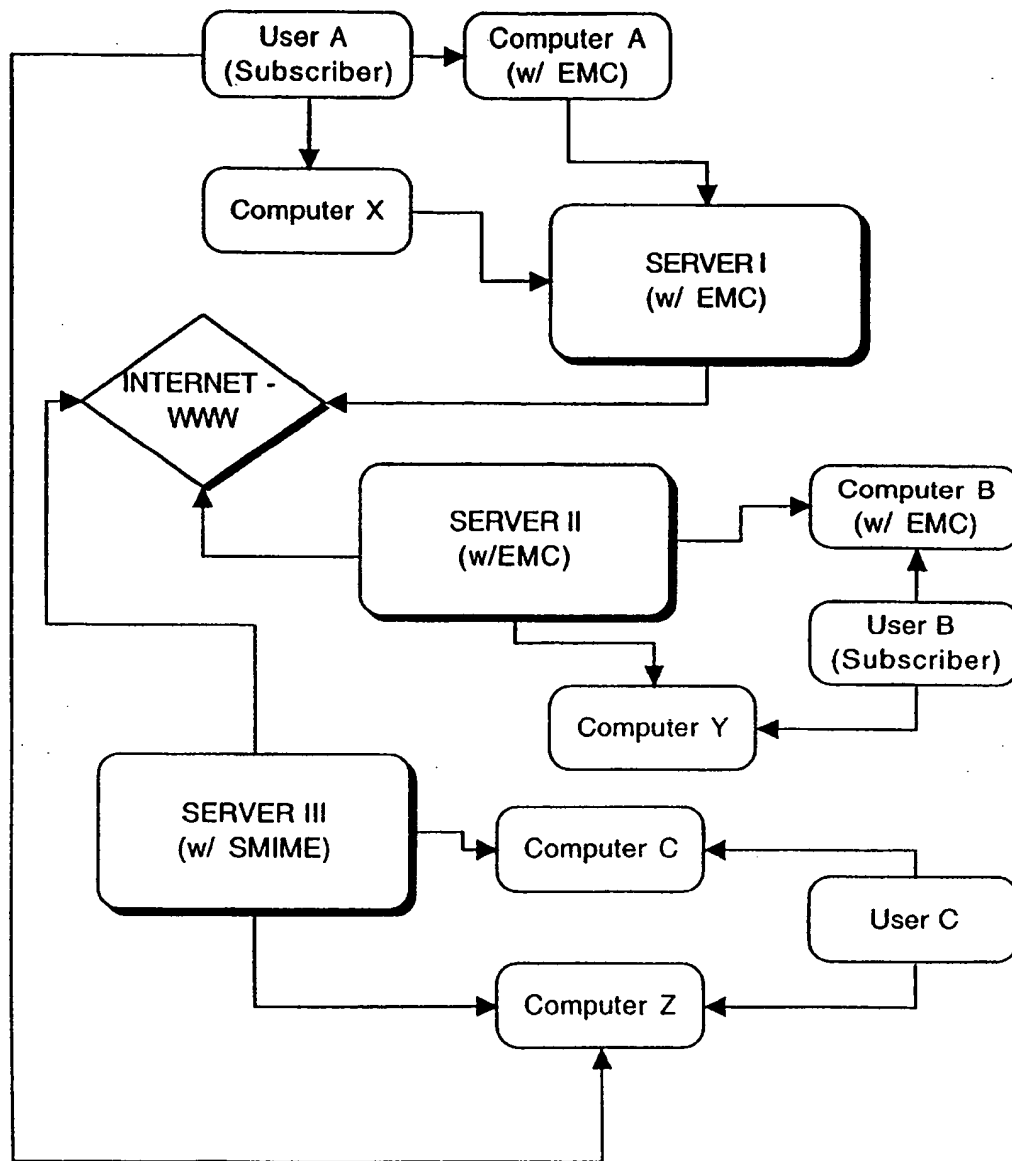 User A
(Subscriber)
Computer A
(w/ EMC)
Computer X
SERVER I
(w/ EMC)
INTERNET -
WWW
SERVER II
(w/EMC)
Computer B
(w/ EMC)
User B
(Subscriber)
Computer Y
SERVER III
(w/ SMIME)
Computer C
User C
Computer Z